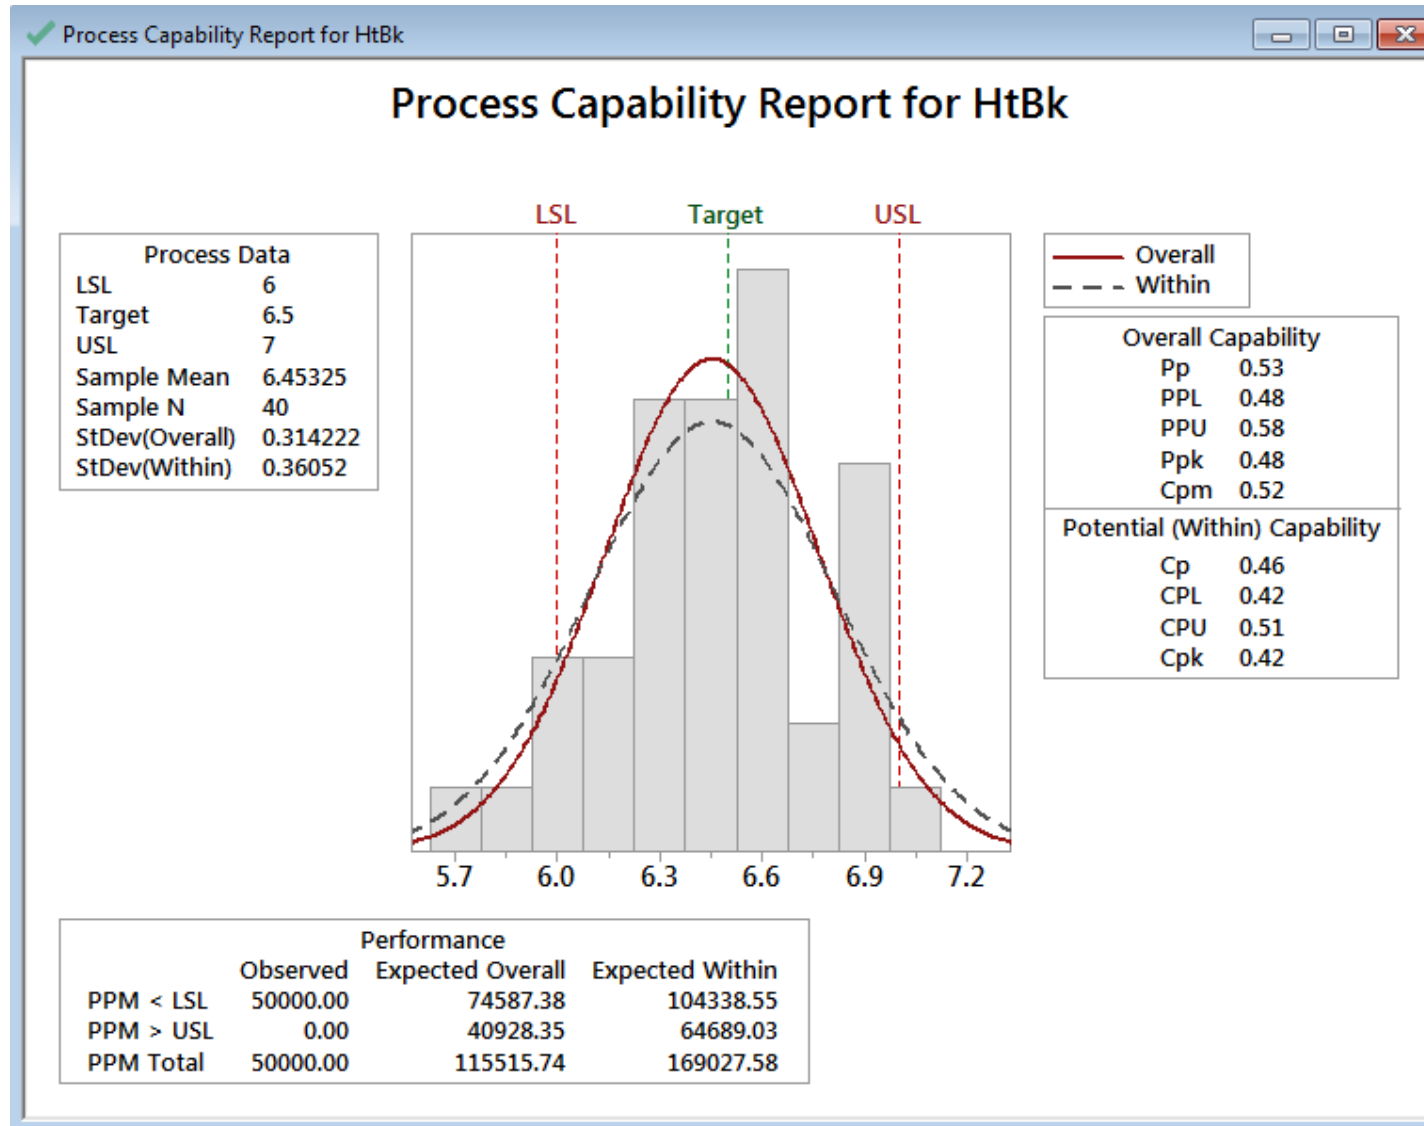 Process Capability Report for HtBk
Process Capability Report for HtBk
LSL Target USL
Process Data
LSL 6
Target 6.5
USL 7
Sample Mean 6.45325
Sample N 40
StDev(Overall) 0.314222
StDev(Within) 0.36052
Overall
Within
Overall Capability
Pp 0.53
PPL 0.48
PPU 0.58
Ppk 0.48
Cpm 0.52
Potential (Within) Capability
Cp 0.46
CPL 0.42
CPU 0.51
Cpk 0.42
5.7 6.0 6.3 6.6 6.9 7.2
Performance
Observed Expected Overall Expected Within
PPM < LSL 50000.00 74587.38 104338.55
PPM > USL 0.00 40928.35 64689.03
PPM Total 50000.00 115515.74 169027.58